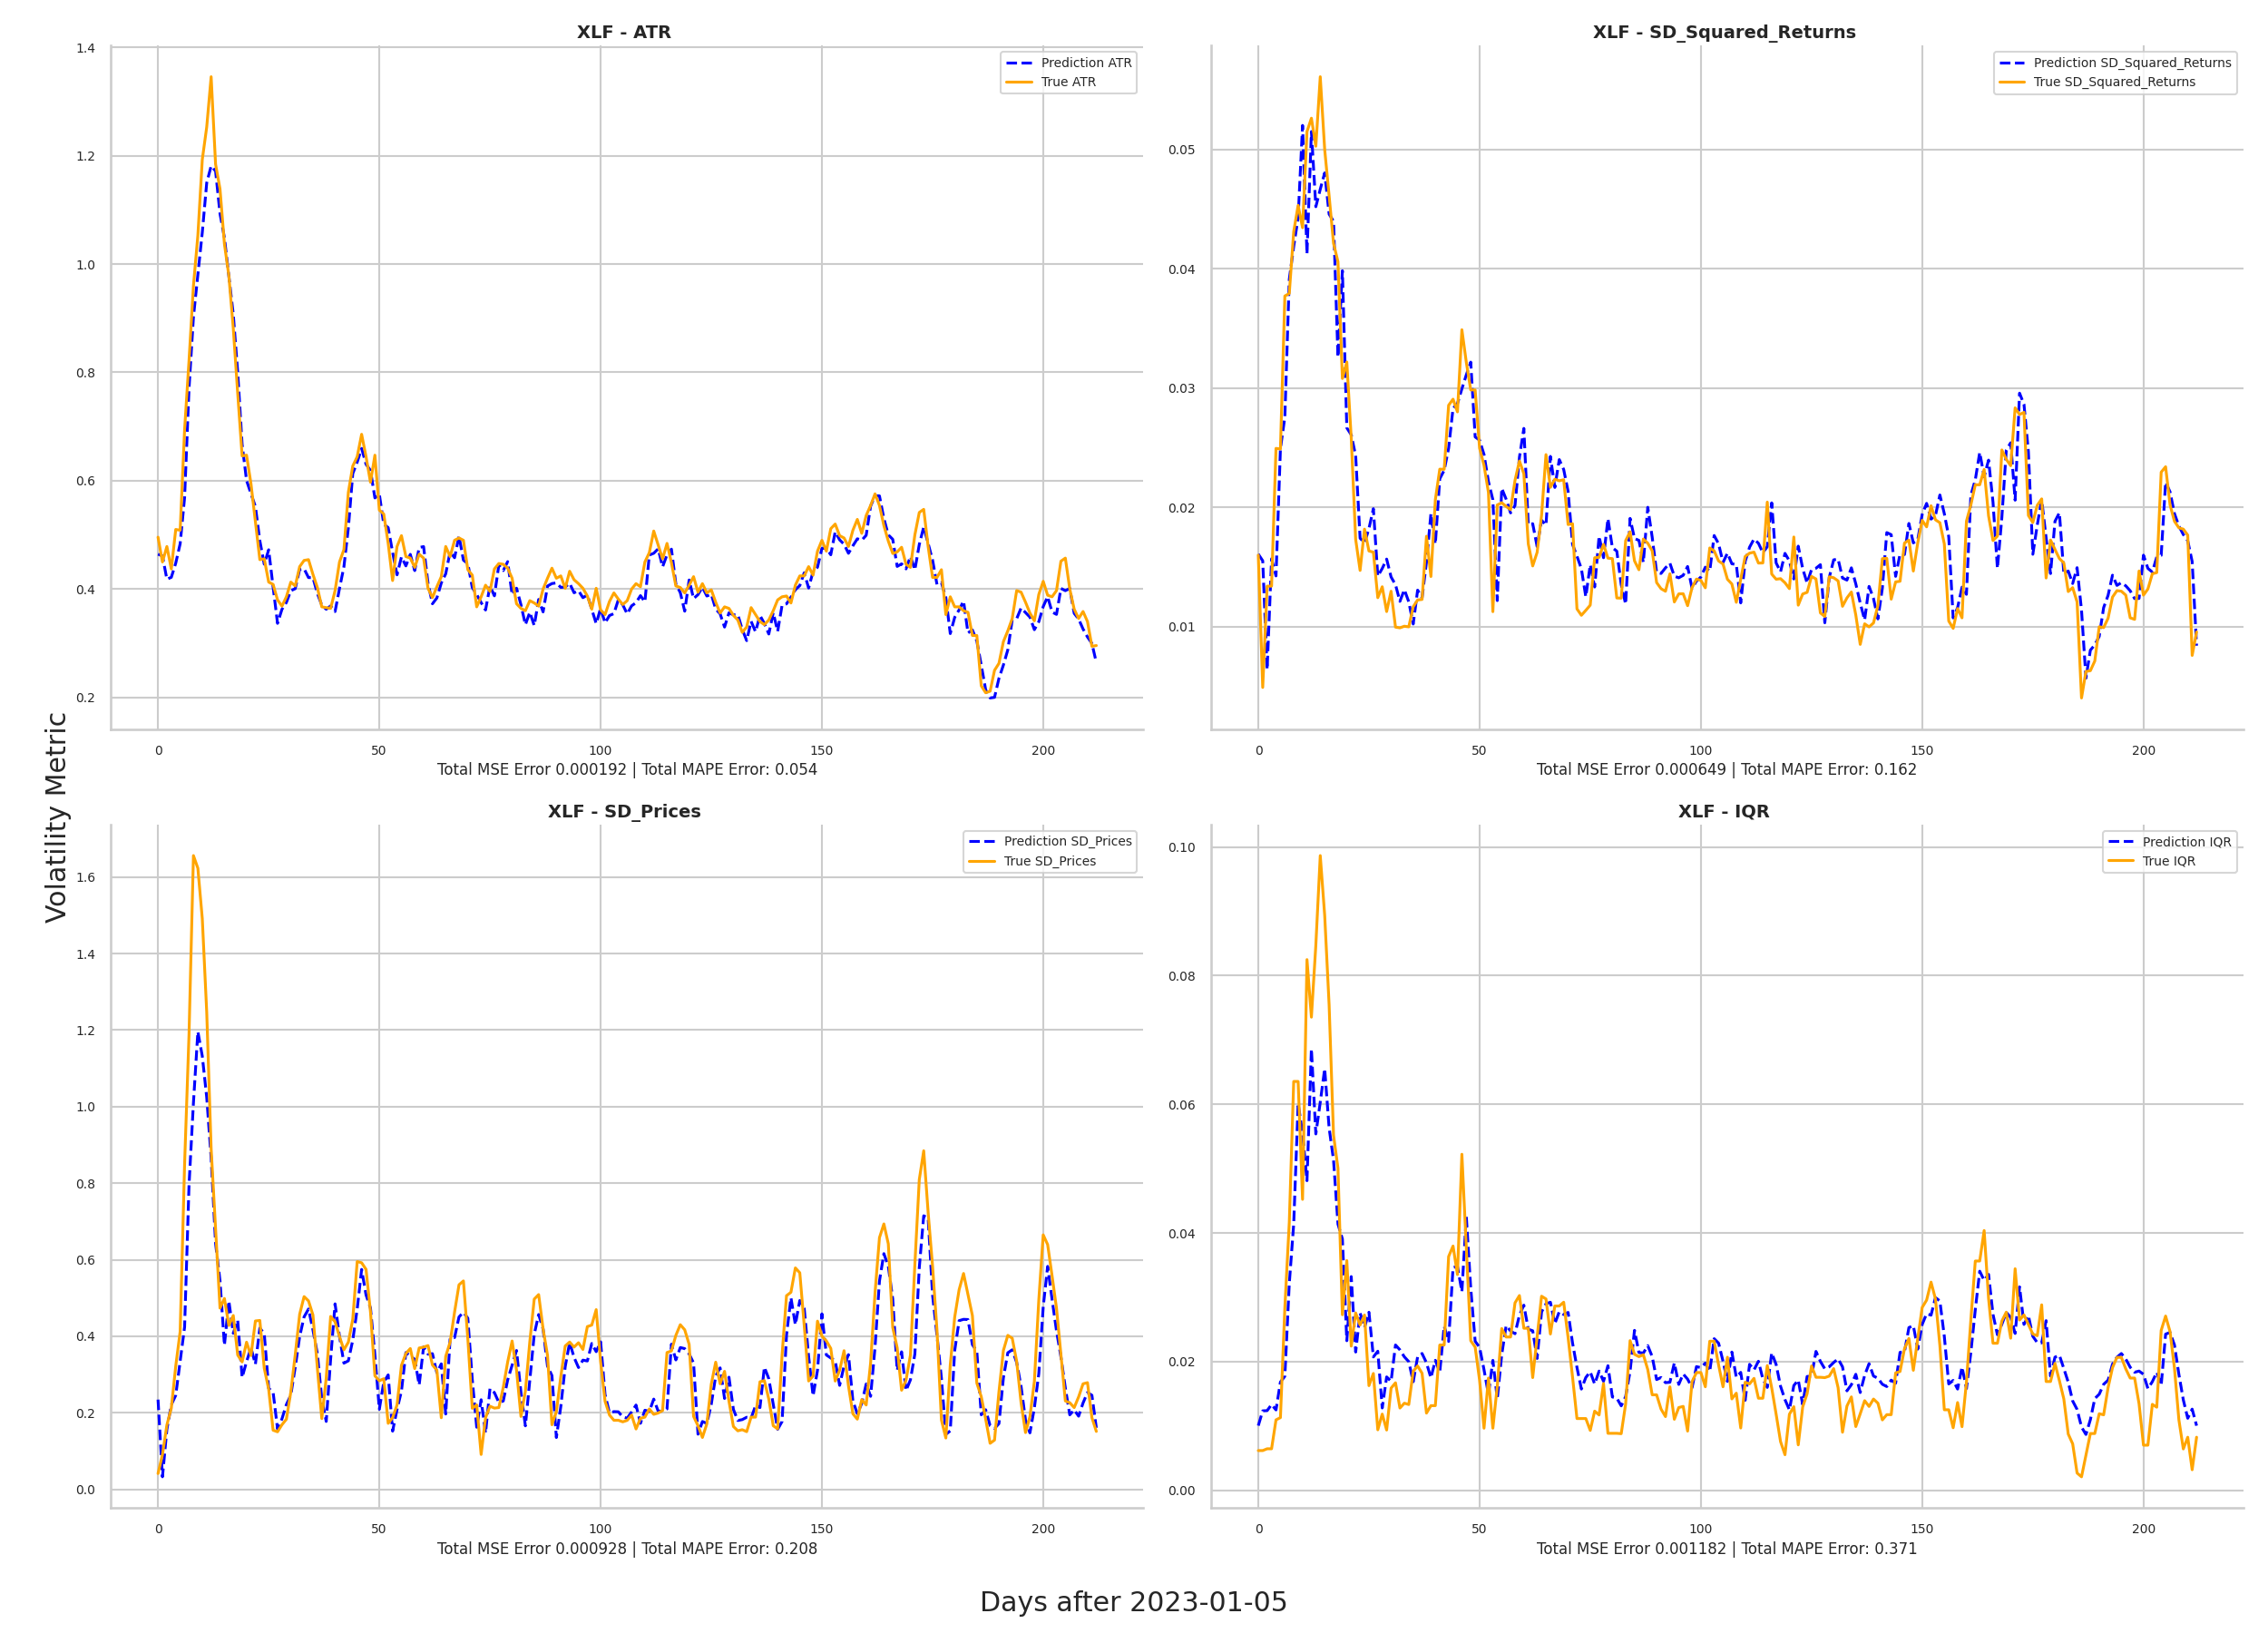 XLF - ATR
Prediction ATR
True ATR
1.4
1.2
1.0
0.8
0.6
0.4
0.2
0
50
100
150
200
Total MSE Error 0.000192 | Total MAPE Error: 0.054
XLF - SD_Squared_Returns
Prediction SD_Squared_Returns
True SD_Squared_Returns
0.05
0.04
0.03
0.02
0.01
0
50
100
150
200
Total MSE Error 0.000649 | Total MAPE Error: 0.162
Volatility Metric
XLF - SD_Prices
Prediction SD_Prices
True SD_Prices
1.6
1.4
1.2
1.0
0.8
0.6
0.4
0.2
0.0
0
50
100
150
200
Total MSE Error 0.000928 | Total MAPE Error: 0.208
XLF - IQR
Prediction IQR
True IQR
0.10
0.08
0.06
0.04
0.02
0.00
0
50
100
150
200
Total MSE Error 0.001182 | Total MAPE Error: 0.371
Days after 2023-01-05